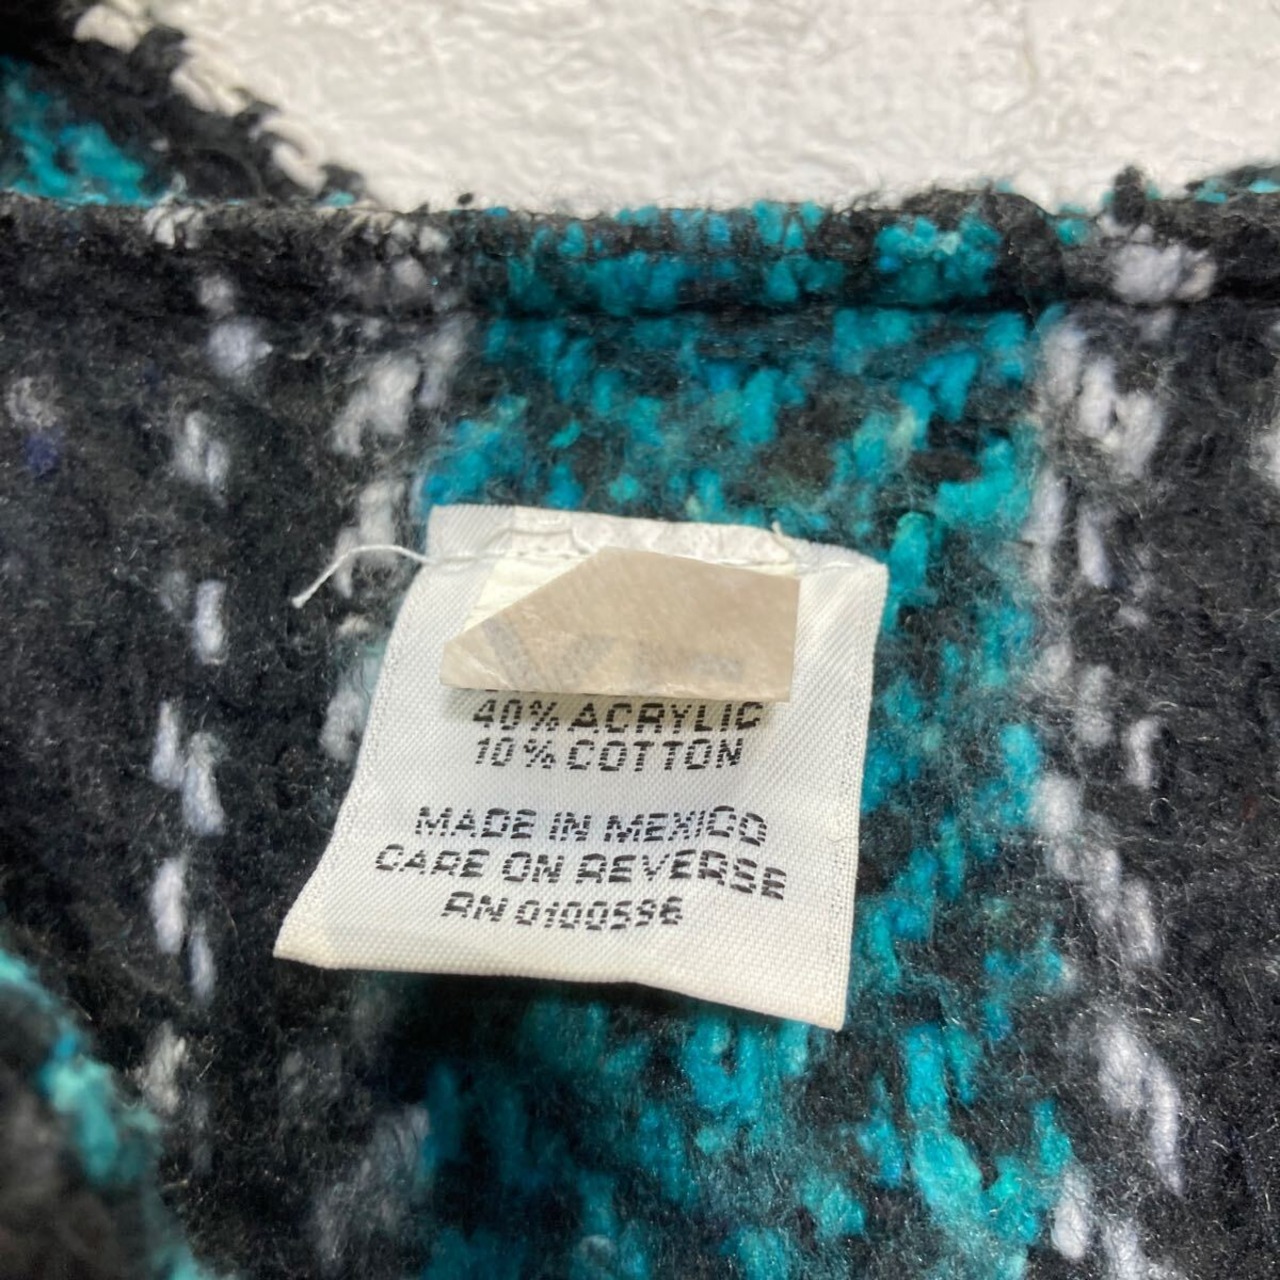 40% ACRYLIC
10% COTTON
MADE IN MEXICO
CARE ON REVERSE
RN 0100596